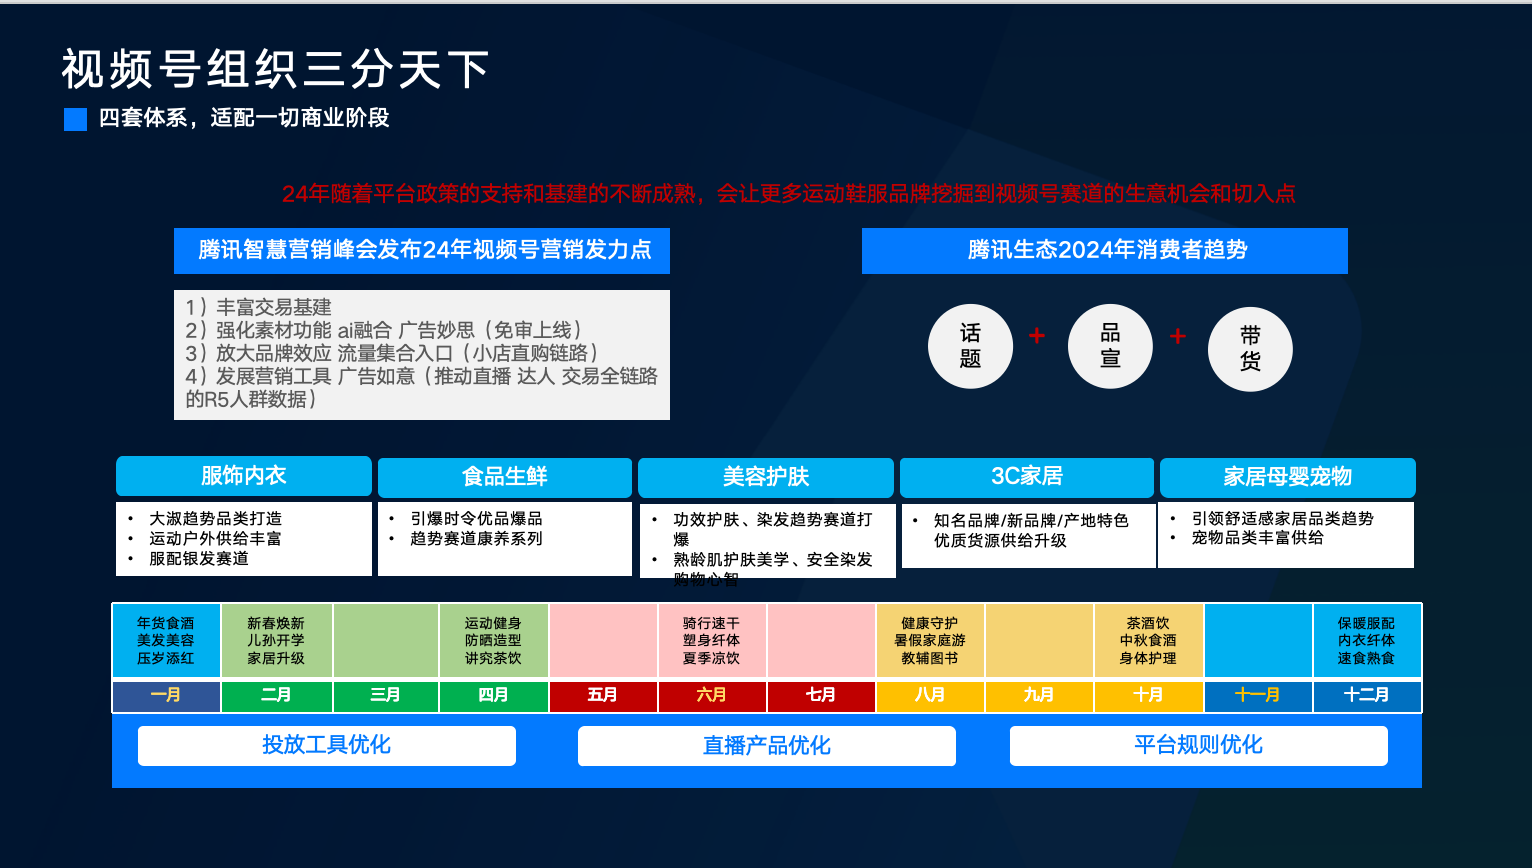 视频号组织三分天下
四套体系，适配一切商业阶段
24年随着平台政策的支持和基建的不断成熟，会让更多运动鞋服品牌挖掘到视频号赛道的生意机会和切入点
腾讯智慧营销峰会发布24年视频号营销发力点
1）丰富交易基建
2）强化素材功能 ai融合 广告妙思（免审上线）
3）放大品牌效应 流量集合入口（小店直购链路）
4）发展营销工具 广告如意（推动直播 达人 交易全链路
的R5人群数据）
腾讯生态2024年消费者趋势
话
题
+
品
宣
+
带
货
服饰内衣
• 大淑趋势品类打造
• 运动户外供给丰富
• 服配银发赛道
食品生鲜
• 引爆时令优品爆品
• 趋势赛道康养系列
美容护肤
• 功效护肤、染发趋势赛道打
爆
• 熟龄肌护肤美学、安全染发
购物心智
3C家居
• 知名品牌/新品牌/产地特色
优质货源供给升级
家居母婴宠物
• 引领舒适感家居品类趋势
• 宠物品类丰富供给
年货食酒
美发美容
压岁添红
新春焕新
儿孙开学
家居升级
运动健身
防晒造型
讲究茶饮
骑行速干
塑身纤体
夏季凉饮
健康守护
暑假家庭游
教辅图书
茶酒饮
中秋食酒
身体护理
保暖服配
内衣纤体
速食熟食
一月
二月
三月
四月
五月
六月
七月
八月
九月
十月
十一月
十二月
投放工具优化
直播产品优化
平台规则优化